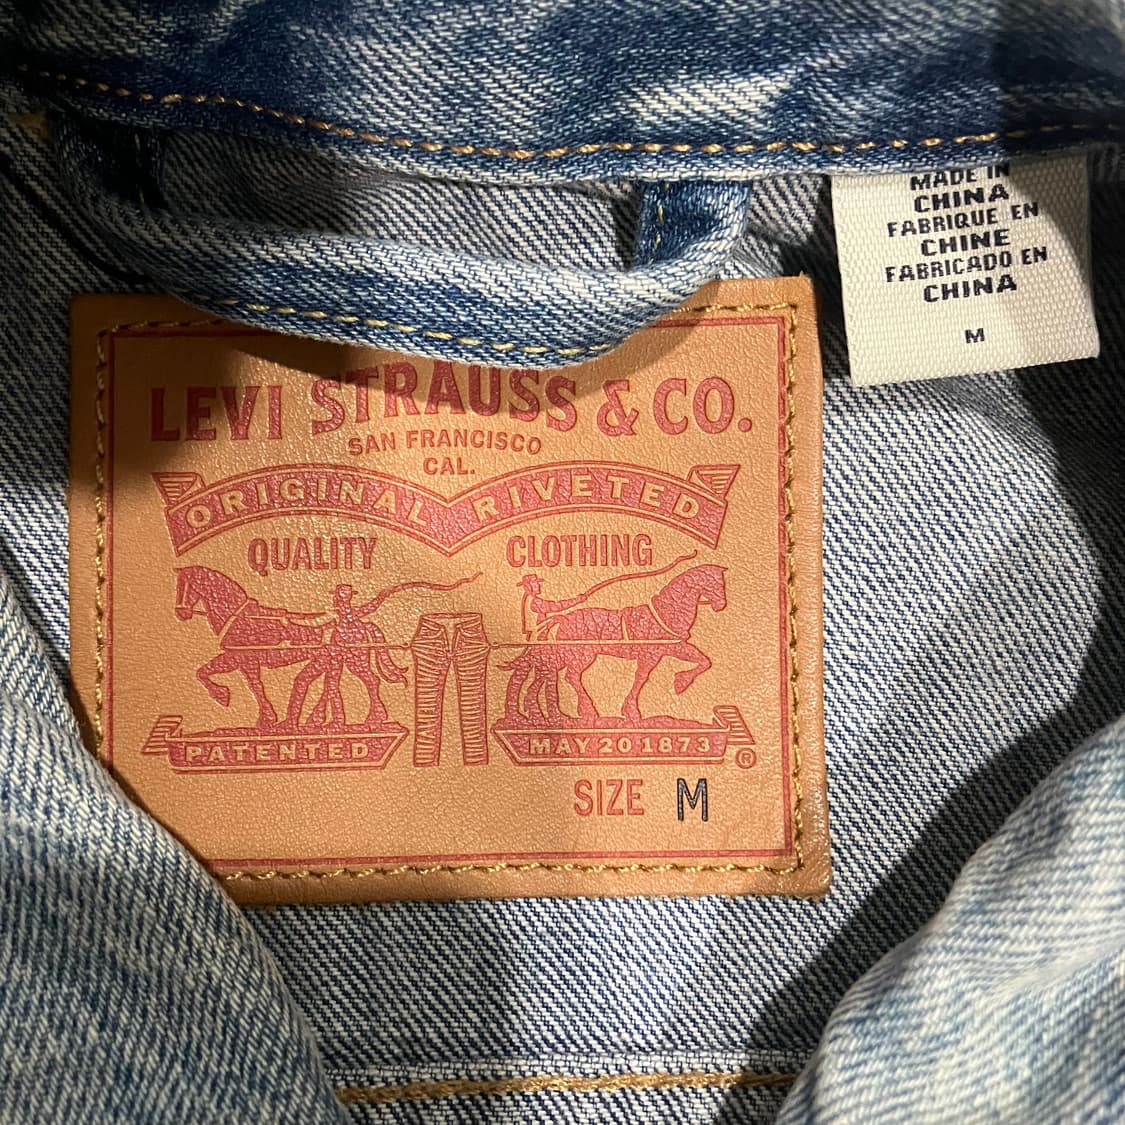 LEVI STRAUSS & CO.
SAN FRANCISCO
CAL.
ORIGINAL RIVETED
QUALITY CLOTHING
PATENTED MAY 20 1873 ®
SIZE M
MADE IN
CHINA
FABRIQUE EN
CHINE
FABRICADO EN
CHINA
M